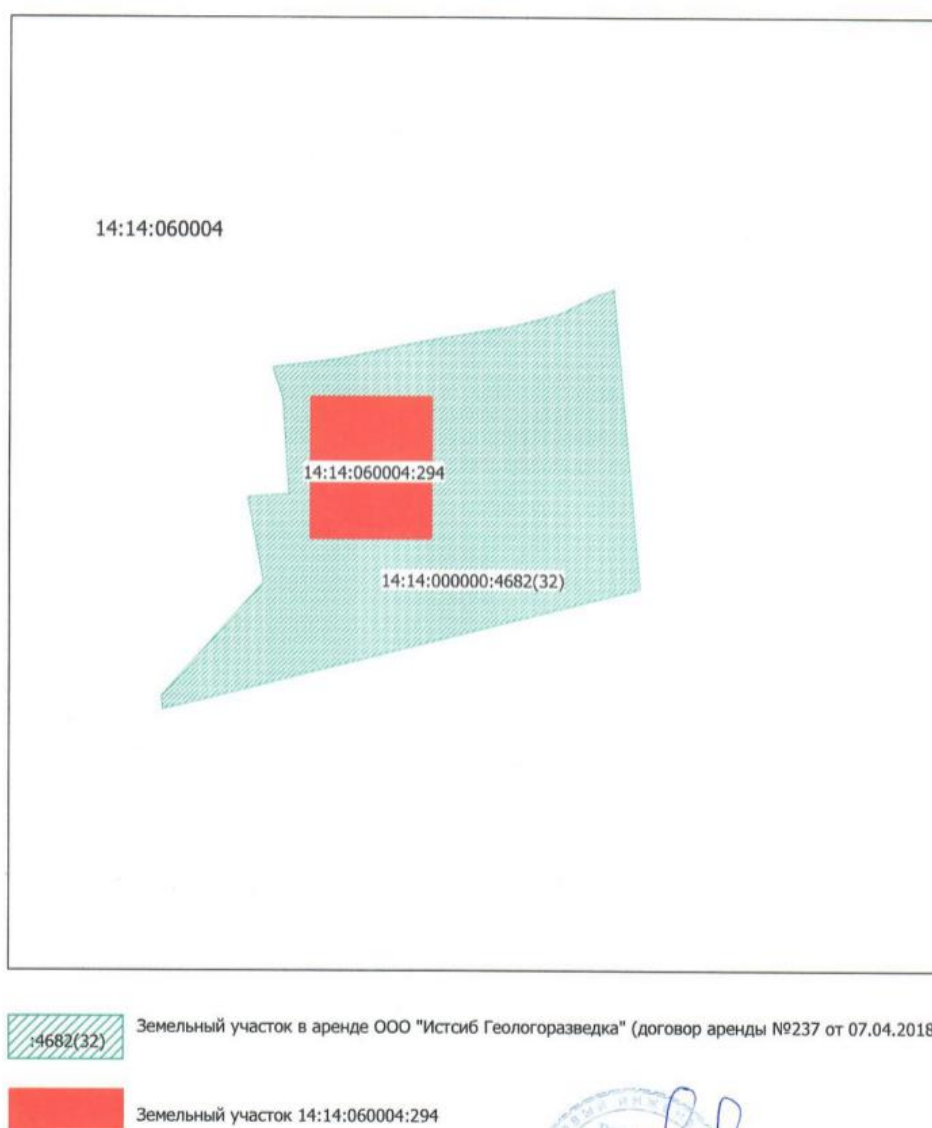 14:14:060004
14:14:060004:294
14:14:000000:4682(32)
:4682(32)
Земельный участок в аренде ООО "Истсиб Геологоразведка" (договор аренды №237 от 07.04.2018
Земельный участок 14:14:060004:294